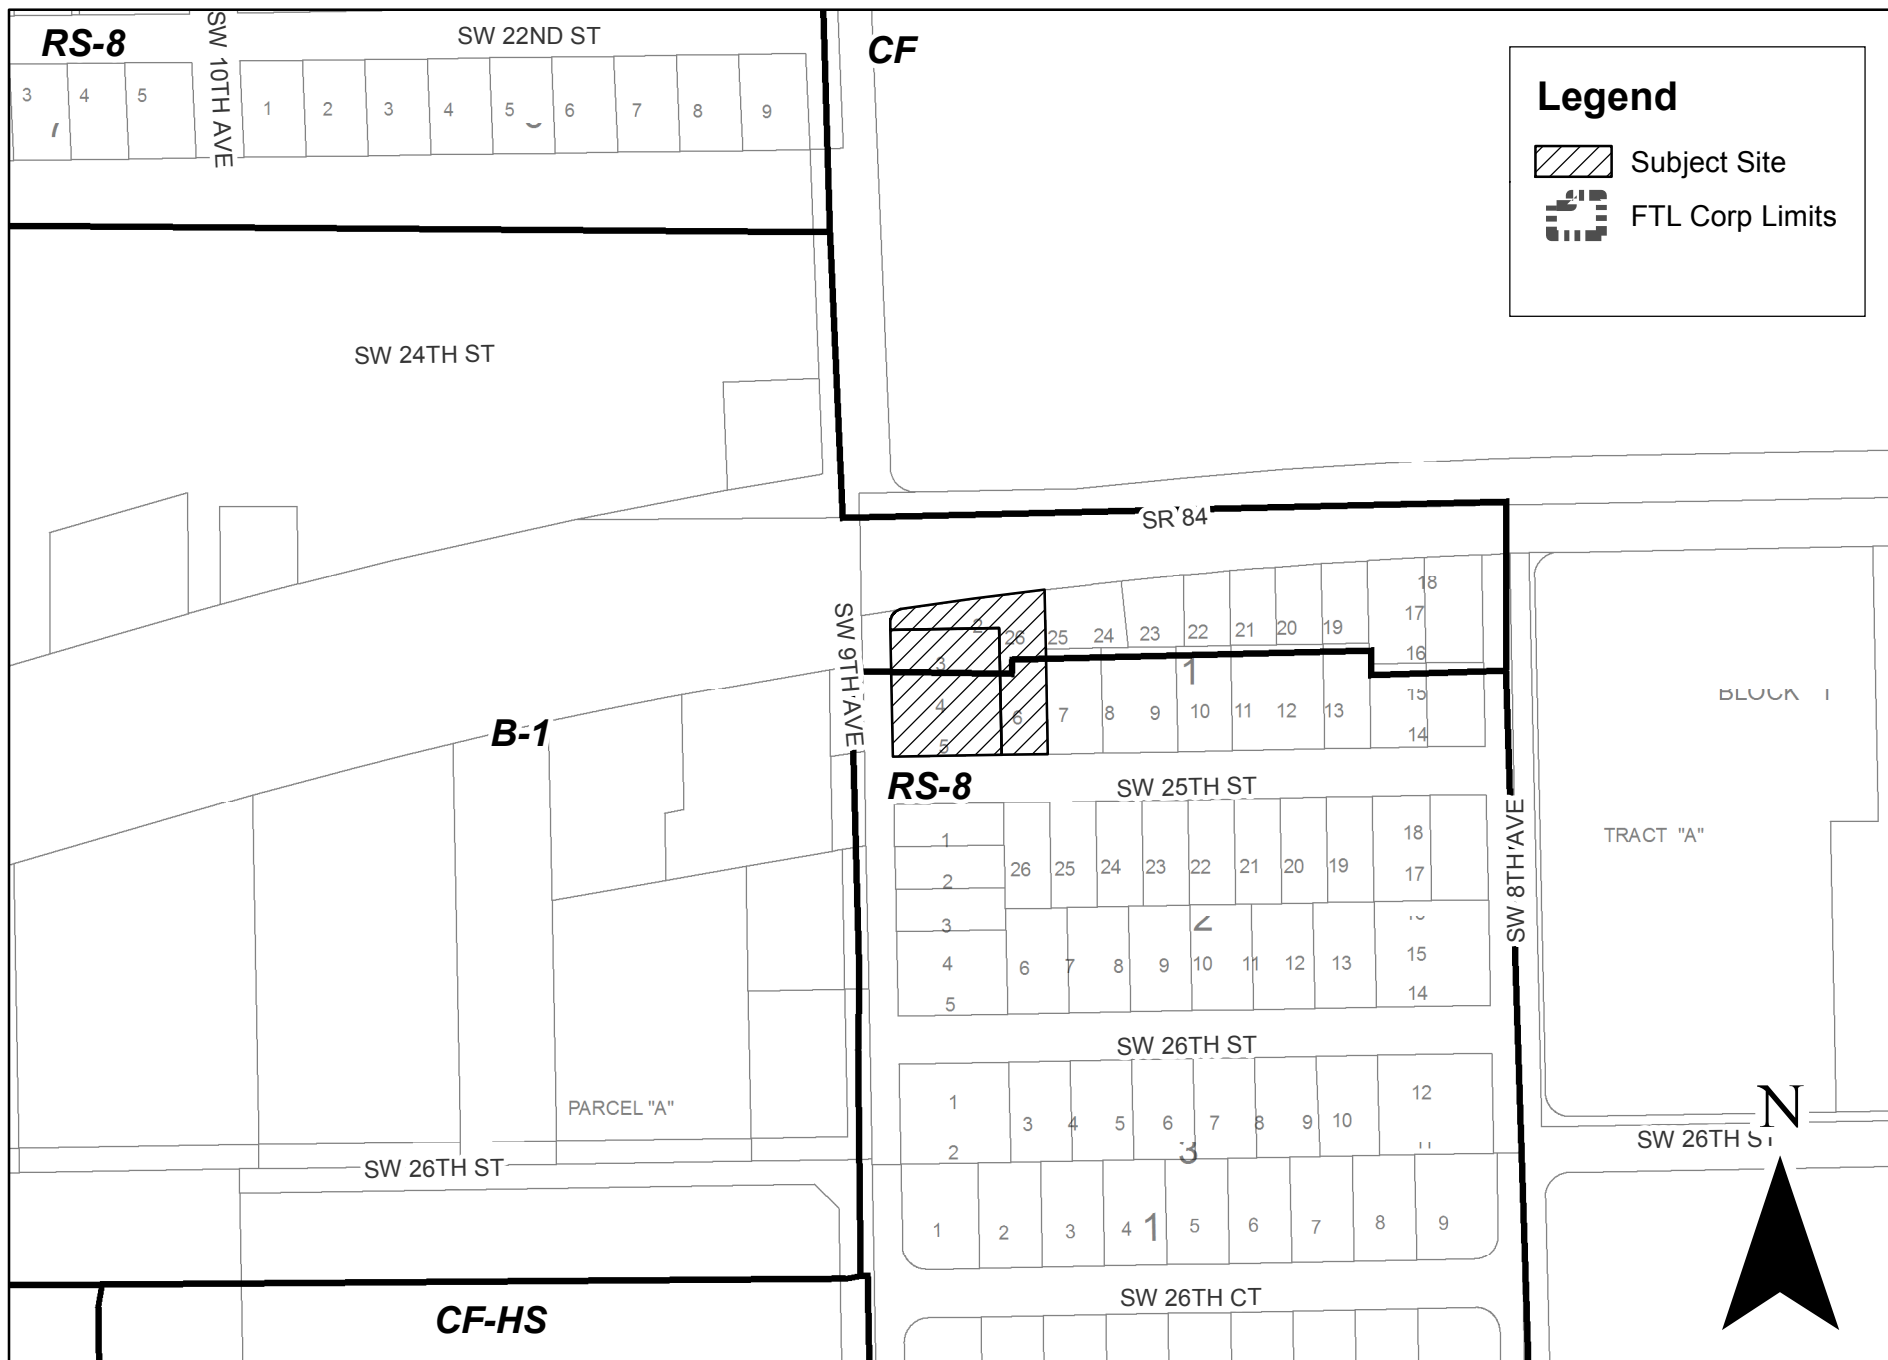 RS-8
SW 10TH AVE
SW 22ND ST
CF
3 4 5
1 2 3 4 5 6 7 8 9
Legend
Subject Site
FTL Corp Limits
SW 24TH ST
SR 84
SW 9TH AVE
2 26 25 24 23 22 21 20 19 18
17
16
3
1
4
5
6 7 8 9 10 11 12 13
15
14
BLOCK 1
B-1
RS-8
SW 25TH ST
SW 8TH AVE
TRACT "A"
1
2
3
4
5
26 25 24 23 22 21 20 19
18
17
2
6 7 8 9 10 11 12 13
15
14
SW 26TH ST
PARCEL "A"
1
2
3 4 5 6 7 8 9 10
12
3
SW 26TH ST
N
SW 26TH ST
1 2 3 4 1 5 6 7 8 9
SW 26TH CT
CF-HS